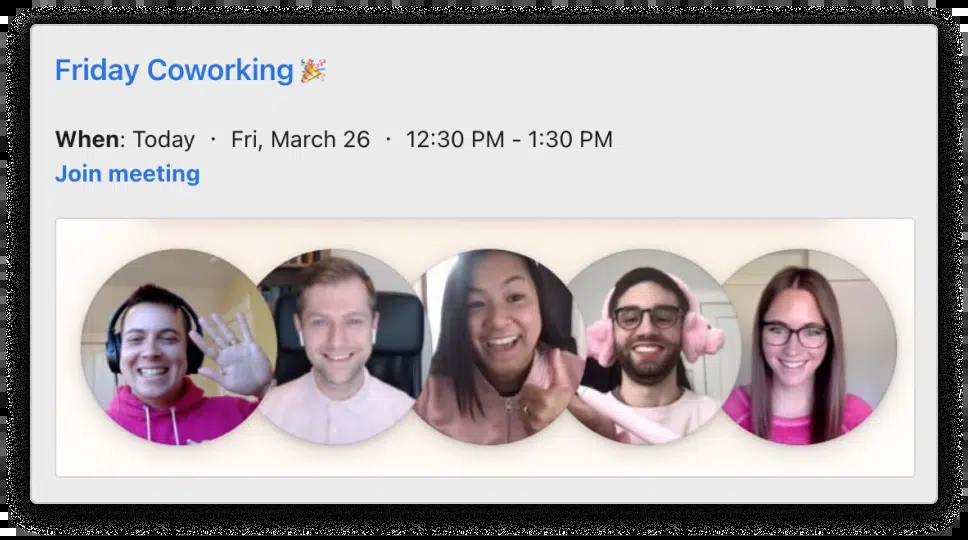 Friday Coworking🎉
When: Today · Fri, March 26 · 12:30 PM - 1:30 PM
Join meeting